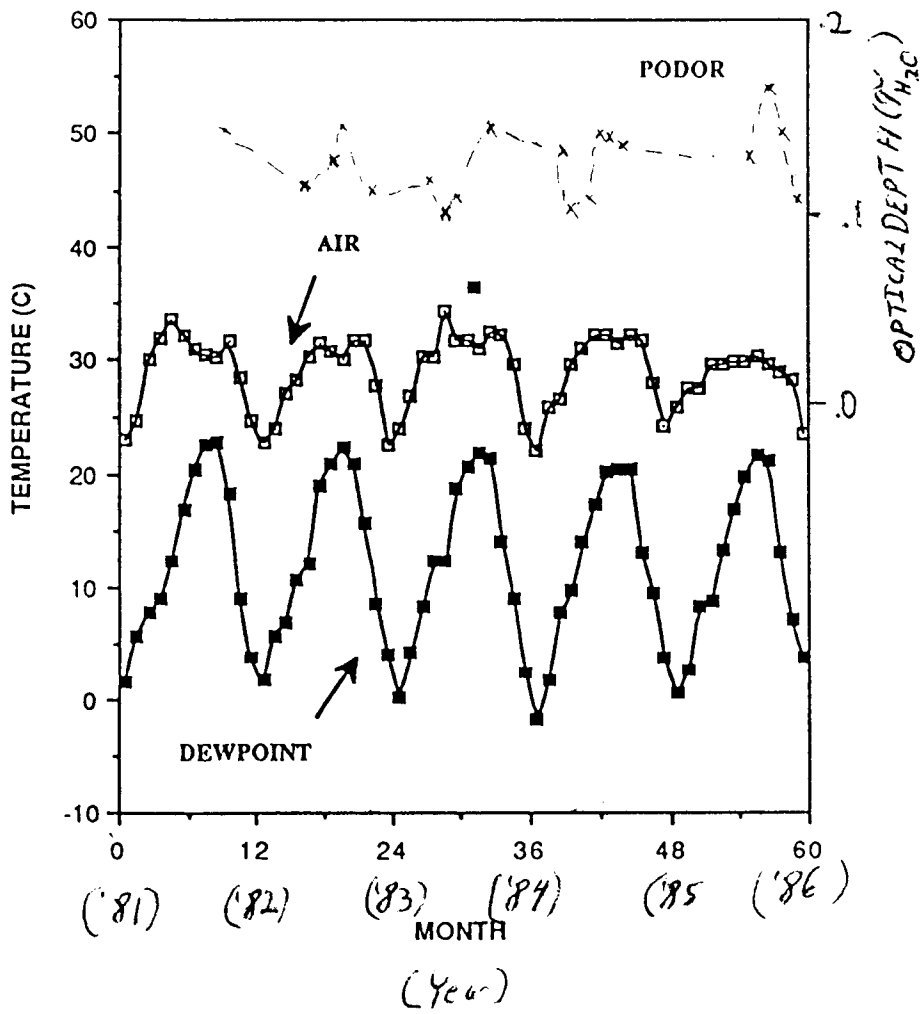 PODOR
AIR
DEWPOINT
TEMPERATURE (C)
60
50
40
30
20
10
0
-10
.2
.1
.0
OPTICAL DEPTH (τ̃H₂O)
0 12 24 36 48 60
('81) ('82) ('83) ('84) ('85 ('86)
MONTH
(Year)